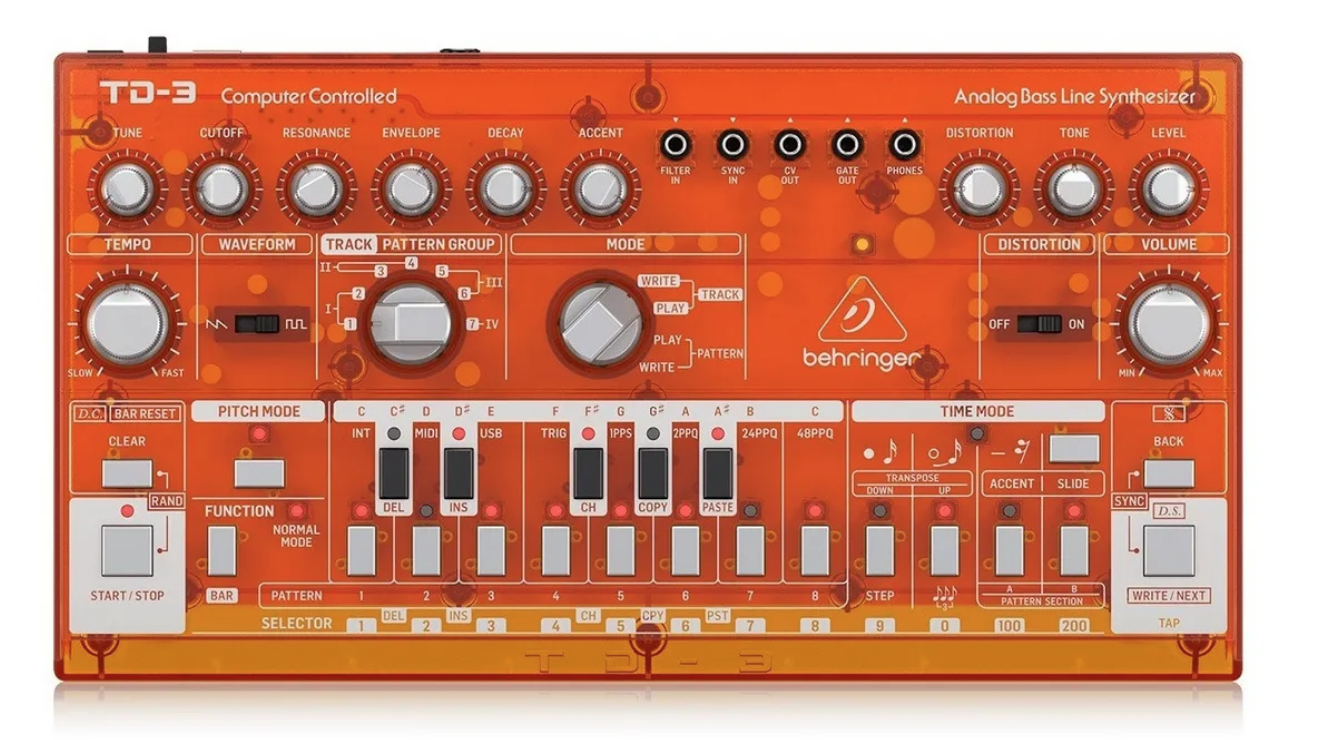 TD-3 Computer Controlled Analog Bass Line Synthesizer
TUNE CUTOFF RESONANCE ENVELOPE DECAY ACCENT DISTORTION TONE LEVEL
FILTER IN SYNC IN CV OUT GATE OUT PHONES
TEMPO WAVEFORM TRACK PATTERN GROUP MODE DISTORTION VOLUME
I II III IV
1 2 3 4 5 6 7
WRITE PLAY TRACK
PLAY WRITE PATTERN
OFF ON
behringer
SLOW FAST
MIN MAX
D.C. BAR RESET PITCH MODE C C♯ D D♯ E F F♯ G G♯ A A♯ B C TIME MODE
INT MIDI USB TRIG 1PPS 2PPQ 24PPQ 48PPQ
CLEAR BACK
TRANSPOSE
DOWN UP
ACCENT SLIDE
RAND DEL INS CH COPY PASTE SYNC D.S.
FUNCTION
NORMAL MODE
START / STOP BAR PATTERN 1 2 3 4 5 6 7 8 STEP 3 A B WRITE / NEXT
PATTERN SECTION
DEL INS CH CPY PST
SELECTOR 1 2 3 4 5 6 7 8 9 0 100 200 TAP
TD-3